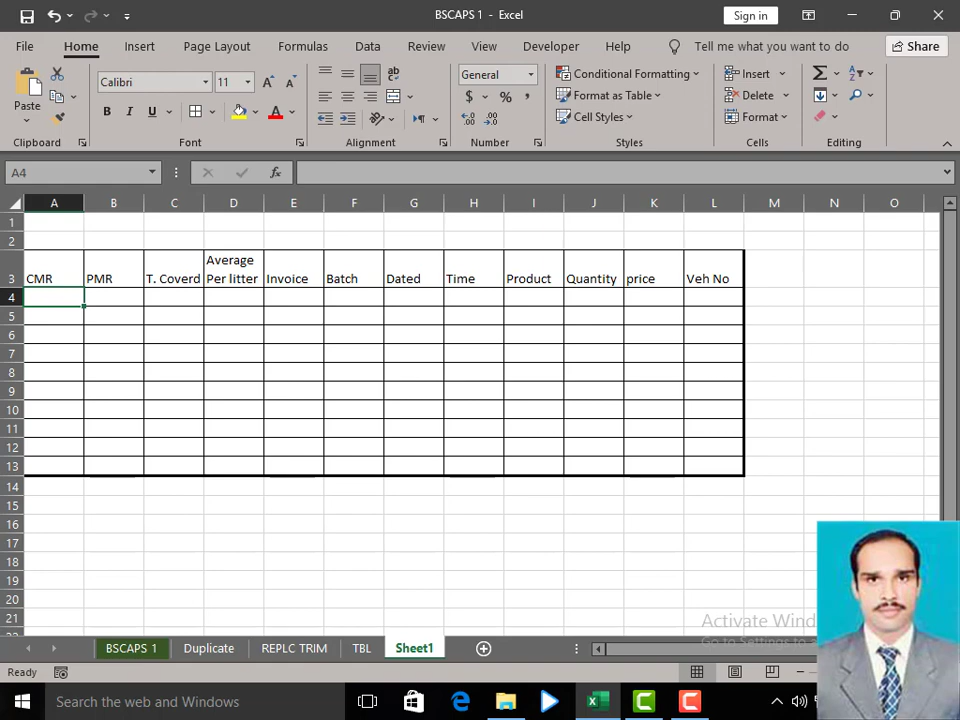 BSCAPS 1 - Excel
Sign in
File Home Insert Page Layout Formulas Data Review View Developer Help Tell me what you want to do Share
Paste
Calibri 11
B I U
General
$ % ,
Conditional Formatting
Format as Table
Cell Styles
Insert
Delete
Format
Clipboard Font Alignment Number Styles Cells Editing
A4
fx
A B C D E F G H I J K L M N O
1
2
3 CMR PMR T. Coverd Average Per litter Invoice Batch Dated Time Product Quantity price Veh No
4
5
6
7
8
9
10
11
12
13
14
15
16
17
18
19
20
21
Activate Wind
Go to Settings to a
BSCAPS 1 Duplicate REPLC TRIM TBL Sheet1
Ready
Search the web and Windows